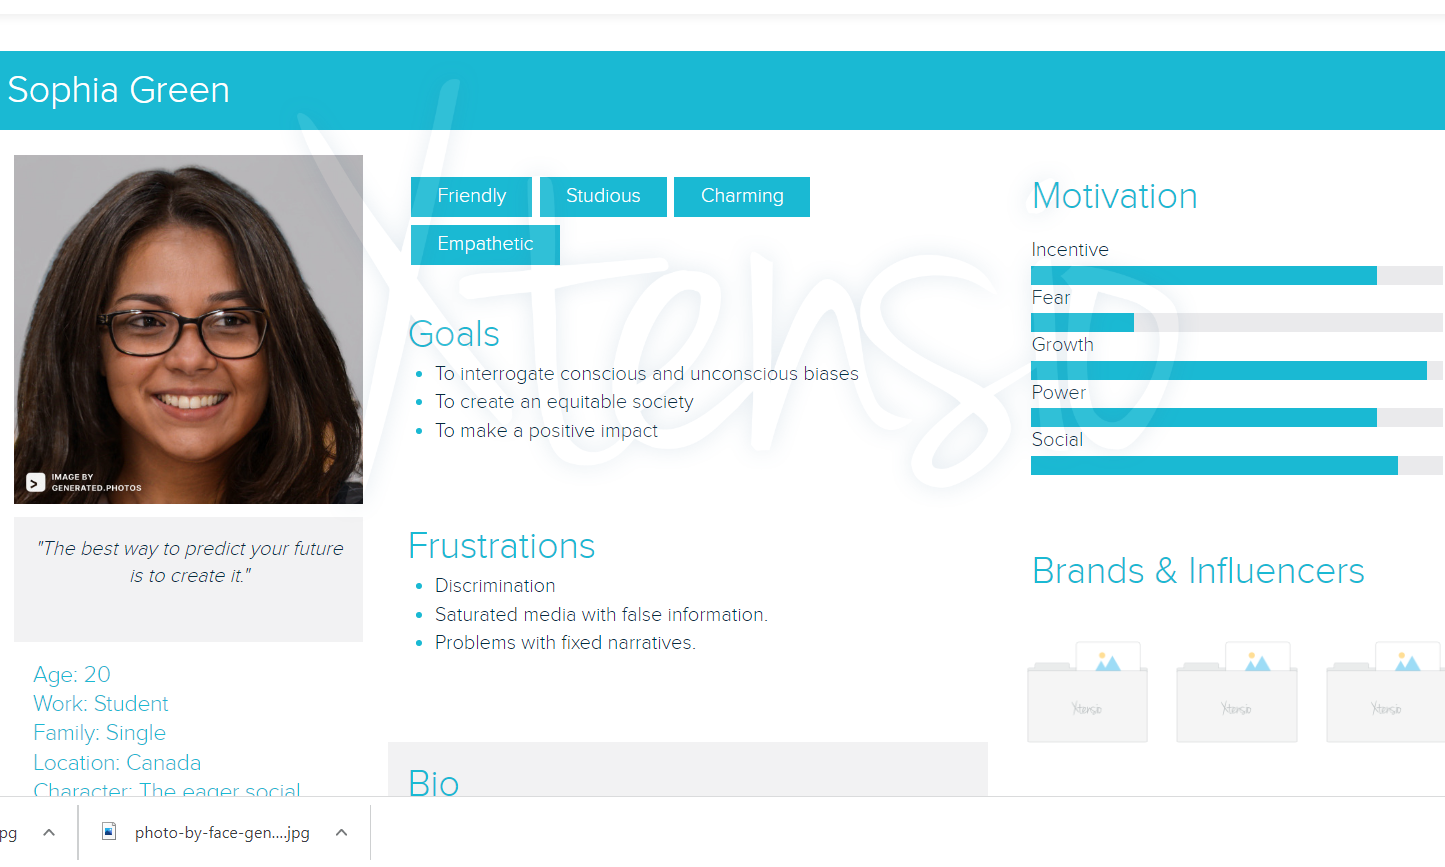 Sophia Green
IMAGE BY
GENERATED.PHOTOS
"The best way to predict your future
is to create it."
Age: 20
Work: Student
Family: Single
Location: Canada
Character: The eager social
Friendly
Studious
Charming
Empathetic
Goals
To interrogate conscious and unconscious biases
To create an equitable society
To make a positive impact
Frustrations
Discrimination
Saturated media with false information.
Problems with fixed narratives.
Bio
Motivation
Incentive
Fear
Growth
Power
Social
Brands & Influencers
Xtensio
Xtensio
Xtensio
Xtensio
pg
photo-by-face-gen....jpg